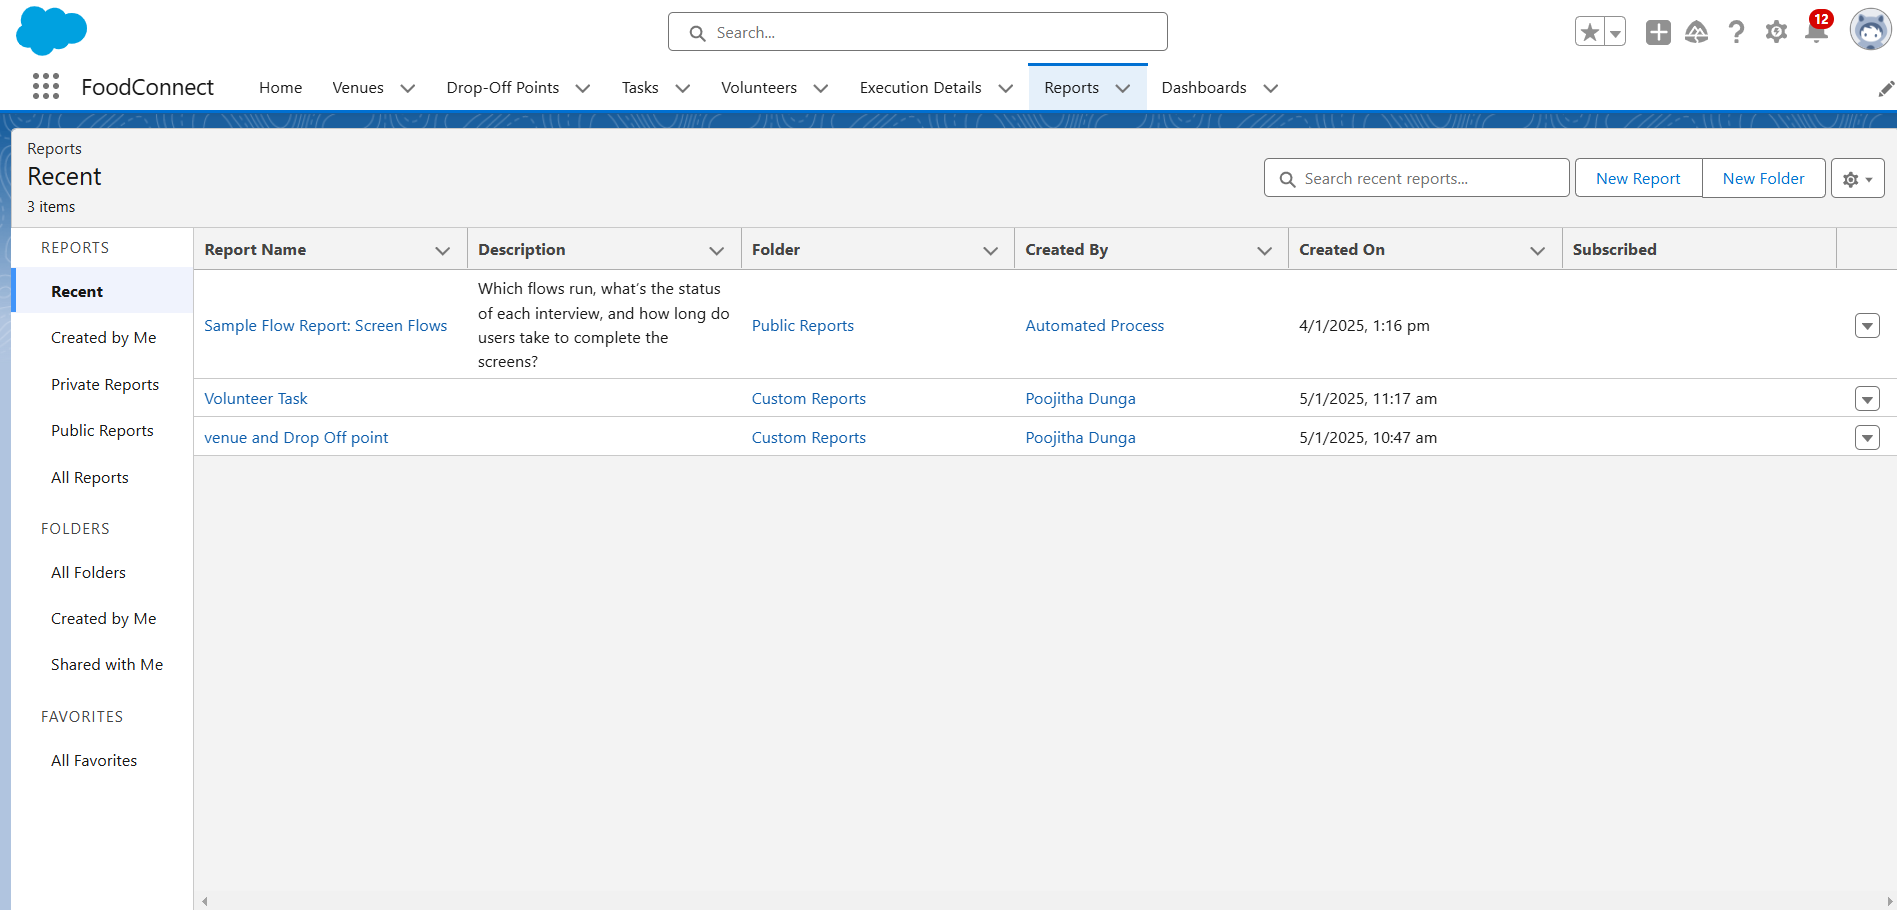 Search...
12
FoodConnect
Home
Venues
Drop-Off Points
Tasks
Volunteers
Execution Details
Reports
Dashboards
Reports
Recent
3 items
Search recent reports...
New Report
New Folder
REPORTS
Recent
Created by Me
Private Reports
Public Reports
All Reports
FOLDERS
All Folders
Created by Me
Shared with Me
FAVORITES
All Favorites
Report Name
Description
Folder
Created By
Created On
Subscribed
Sample Flow Report: Screen Flows
Which flows run, what's the status
of each interview, and how long do
users take to complete the
screens?
Public Reports
Automated Process
4/1/2025, 1:16 pm
Volunteer Task
Custom Reports
Poojitha Dunga
5/1/2025, 11:17 am
venue and Drop Off point
Custom Reports
Poojitha Dunga
5/1/2025, 10:47 am